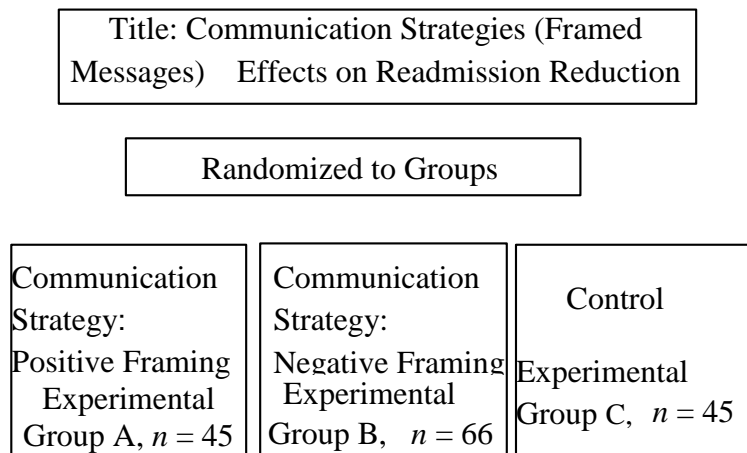 Title: Communication Strategies (Framed
Messages) Effects on Readmission Reduction
Randomized to Groups
Communication
Strategy:
Positive Framing
Experimental
Group A, n = 45
Communication
Strategy:
Negative Framing
Experimental
Group B, n = 66
Control
Experimental
Group C, n = 45